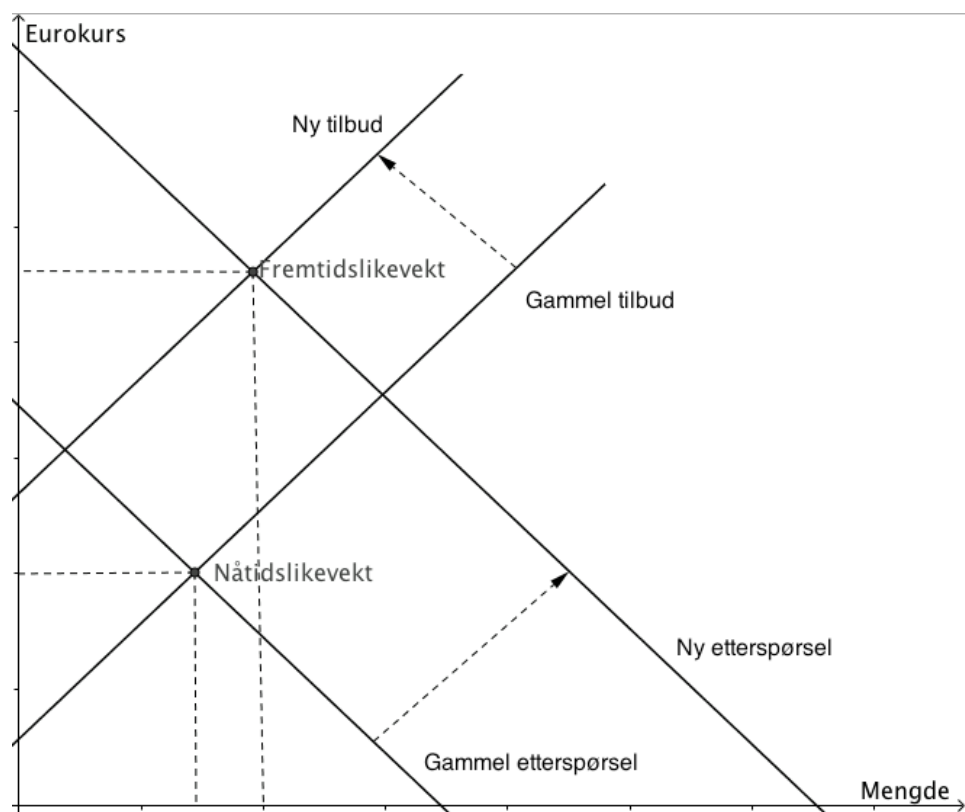 Eurokurs
Ny tilbud
Fremtidslikevekt
Gammel tilbud
Nåtidslikevekt
Ny etterspørsel
Gammel etterspørsel
Mengde